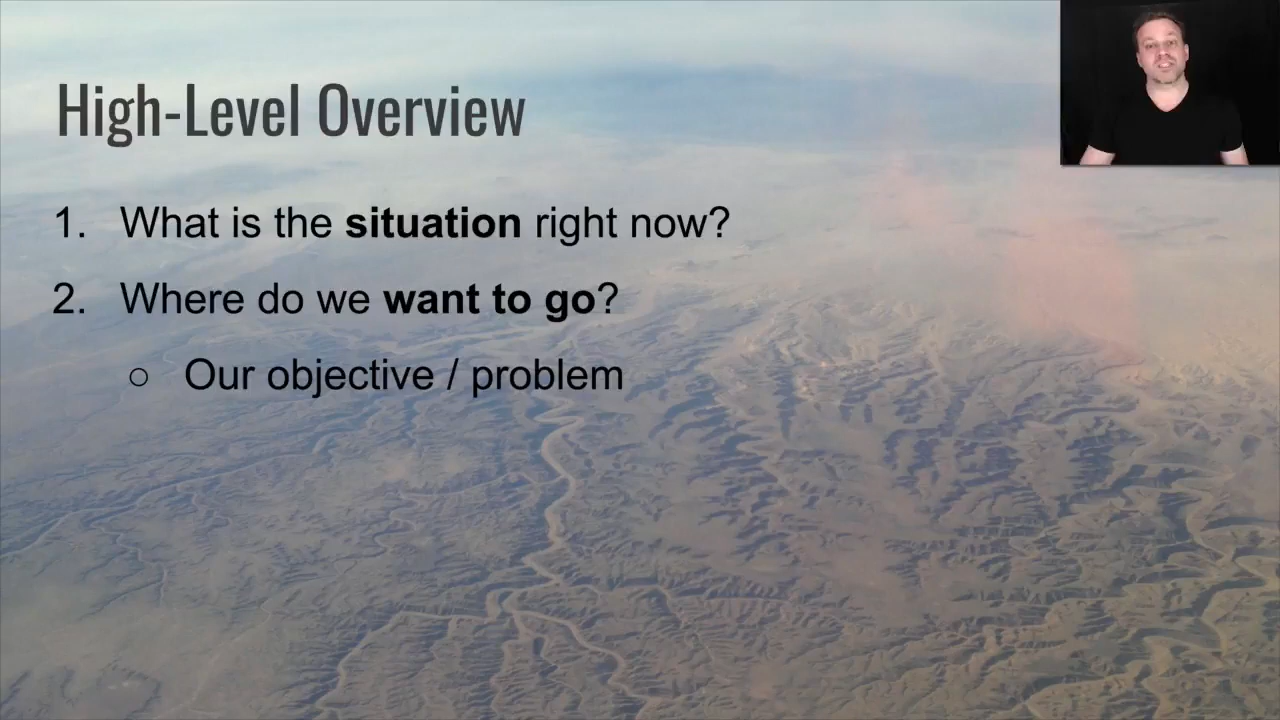 High-Level Overview
1. What is the situation right now?
2. Where do we want to go?
○ Our objective / problem